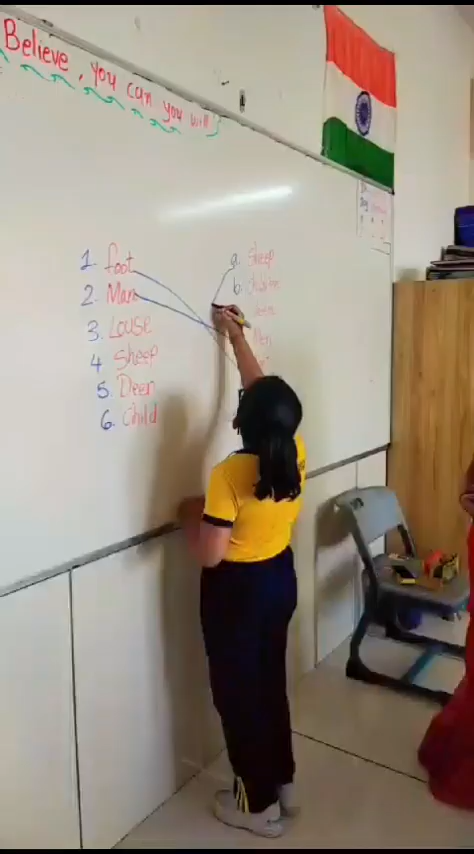 Believe, you can you will
1. foot
2. Man
3. Louse
4 Sheep
5. Deer
6. Child
a. Sheep
b. Children
Men